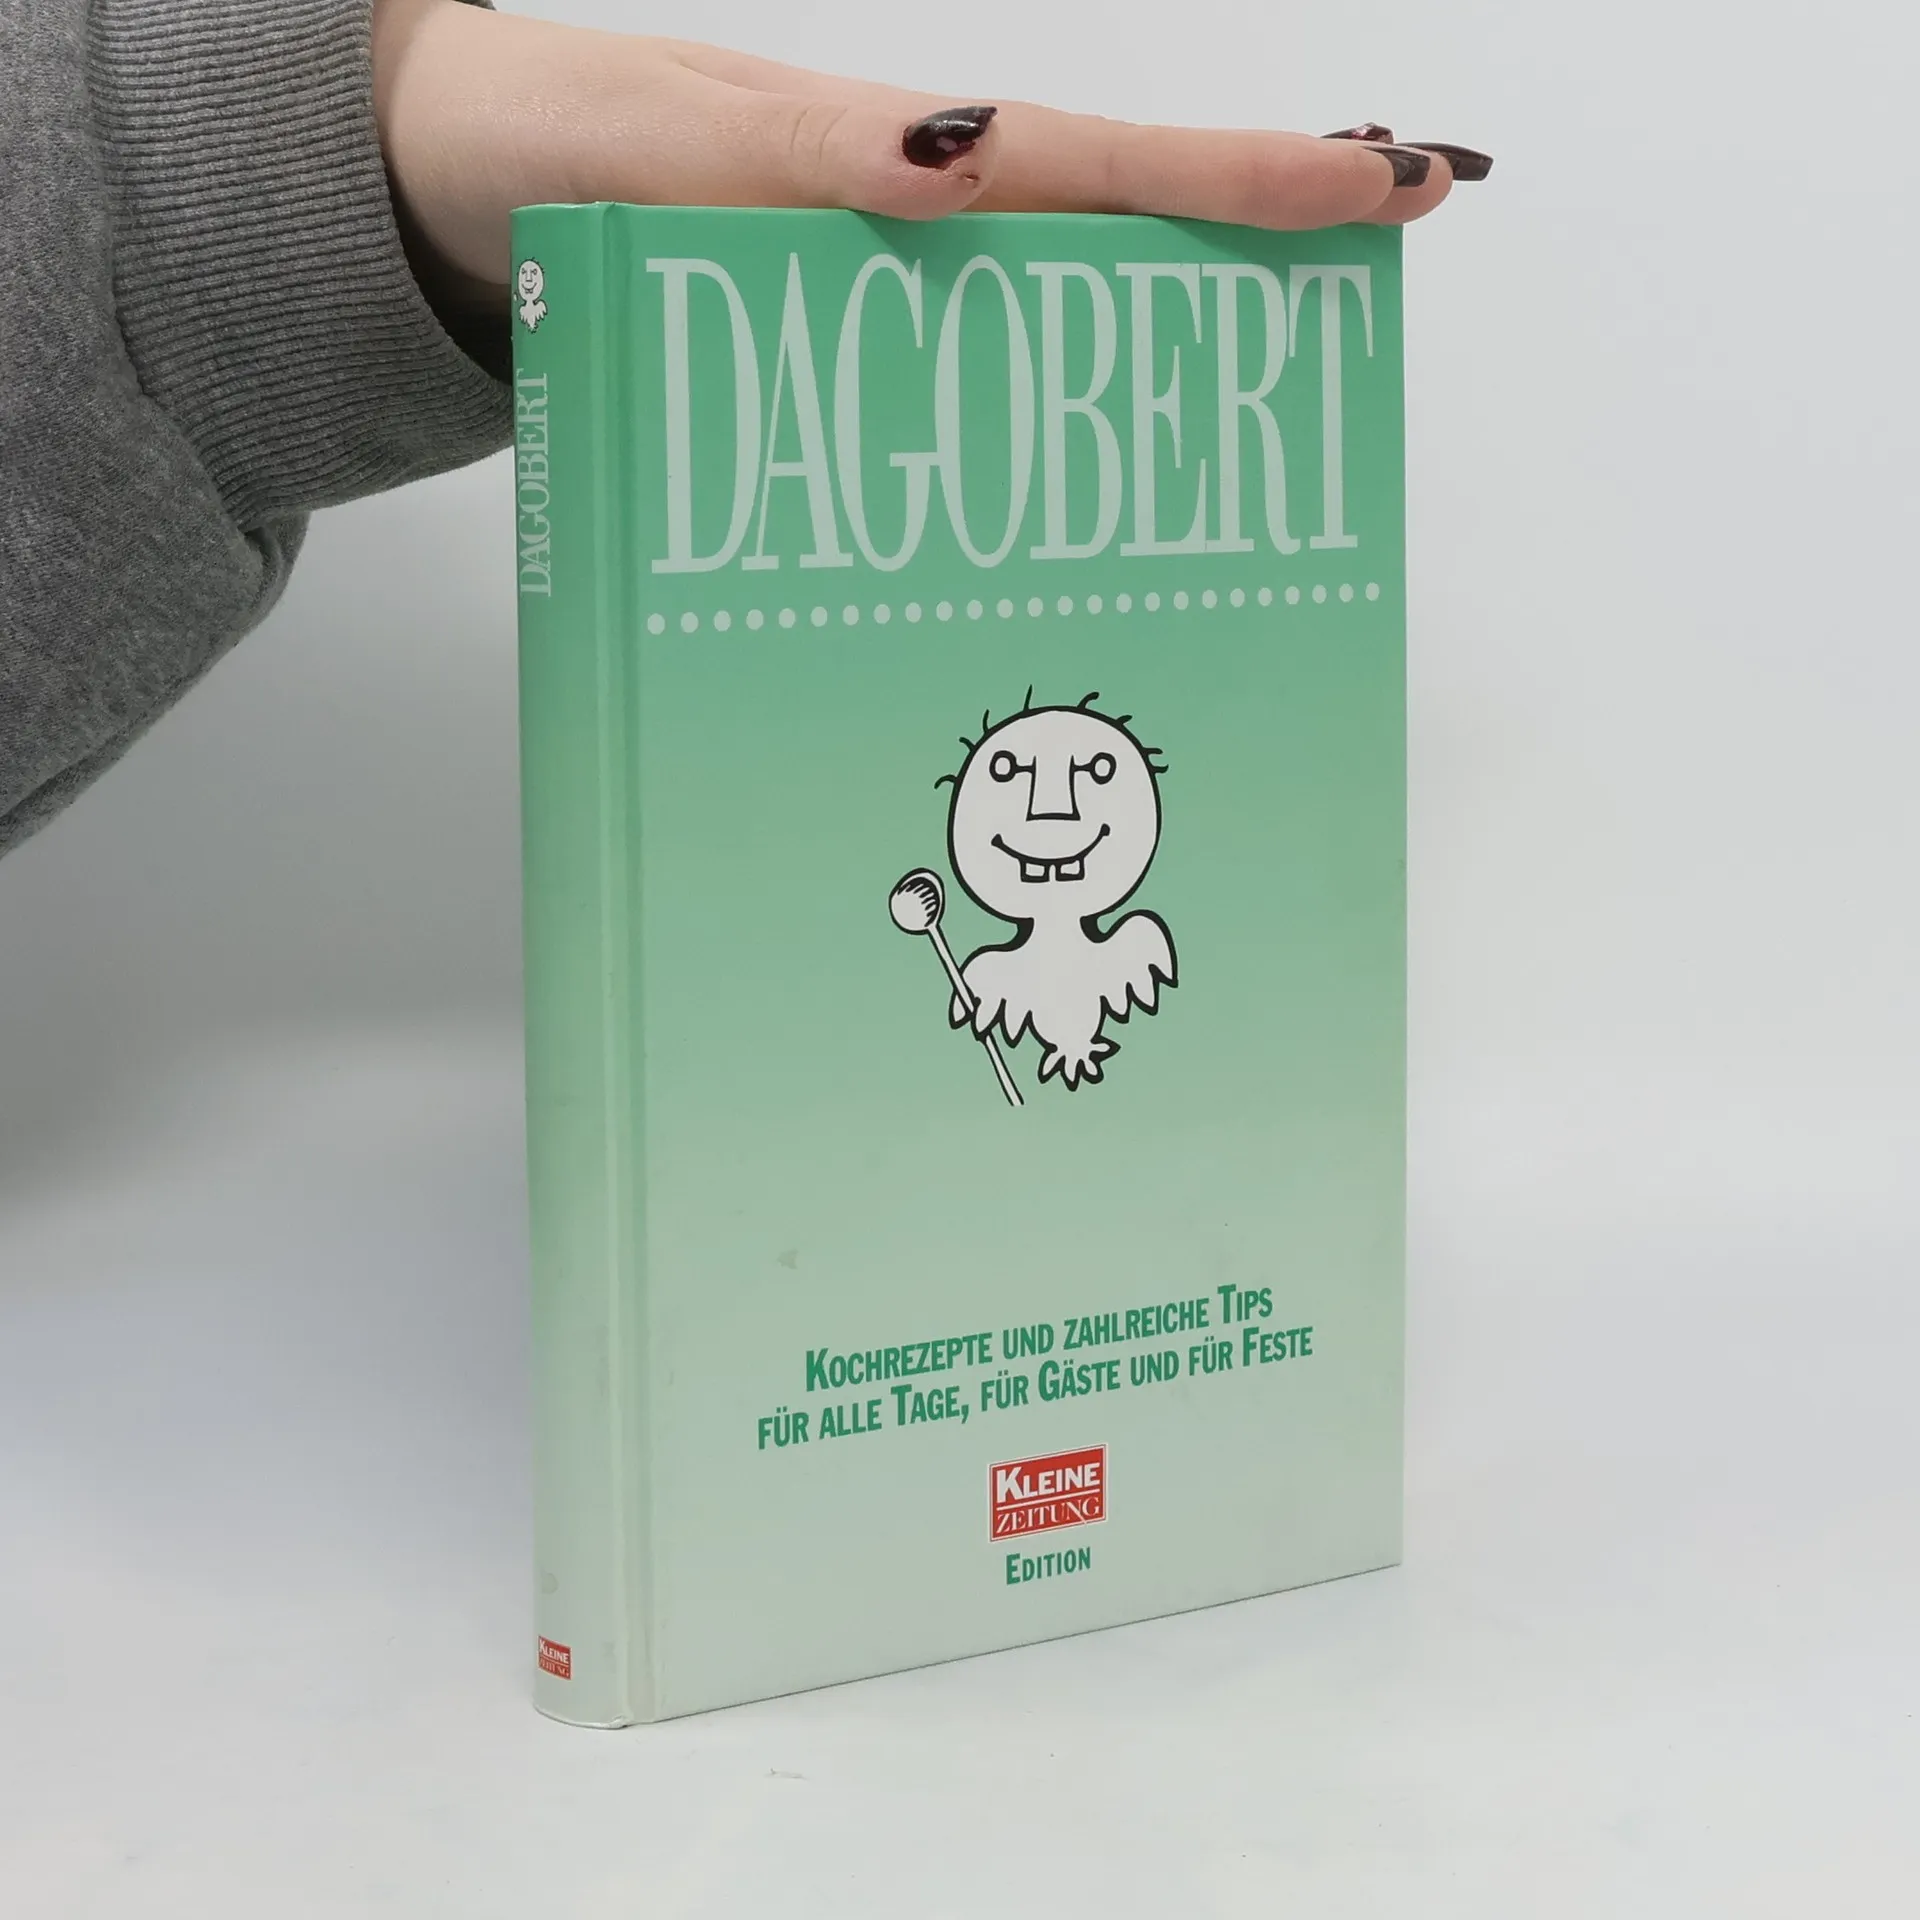 DAGOBERT
DAGOBERT
KOCHREZEPTE UND ZAHLREICHE TIPS
FÜR ALLE TAGE, FÜR GÄSTE UND FÜR FESTE
KLEINE
ZEITUNG
EDITION
KLEINE
ZEITUNG